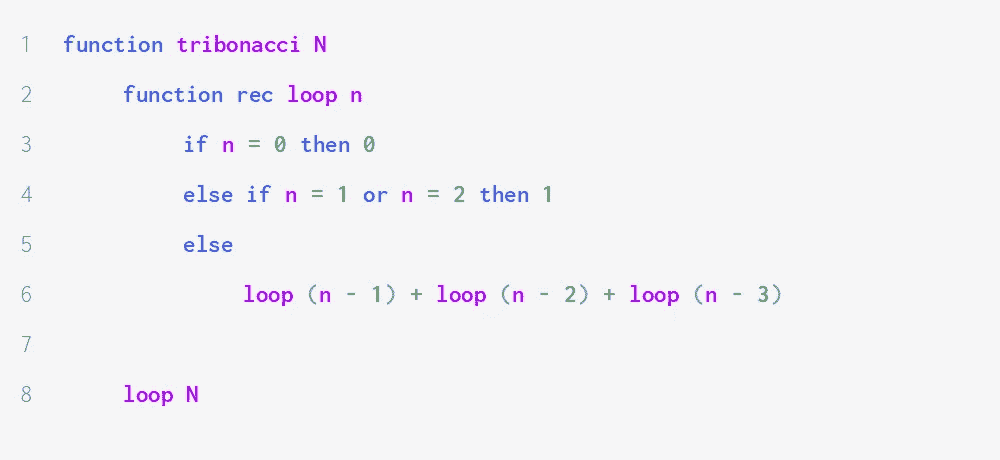 1 function tribonacci N
2 function rec loop n
3 if n = 0 then 0
4 else if n = 1 or n = 2 then 1
5 else
6 loop (n - 1) + loop (n - 2) + loop (n - 3)
7
8 loop N